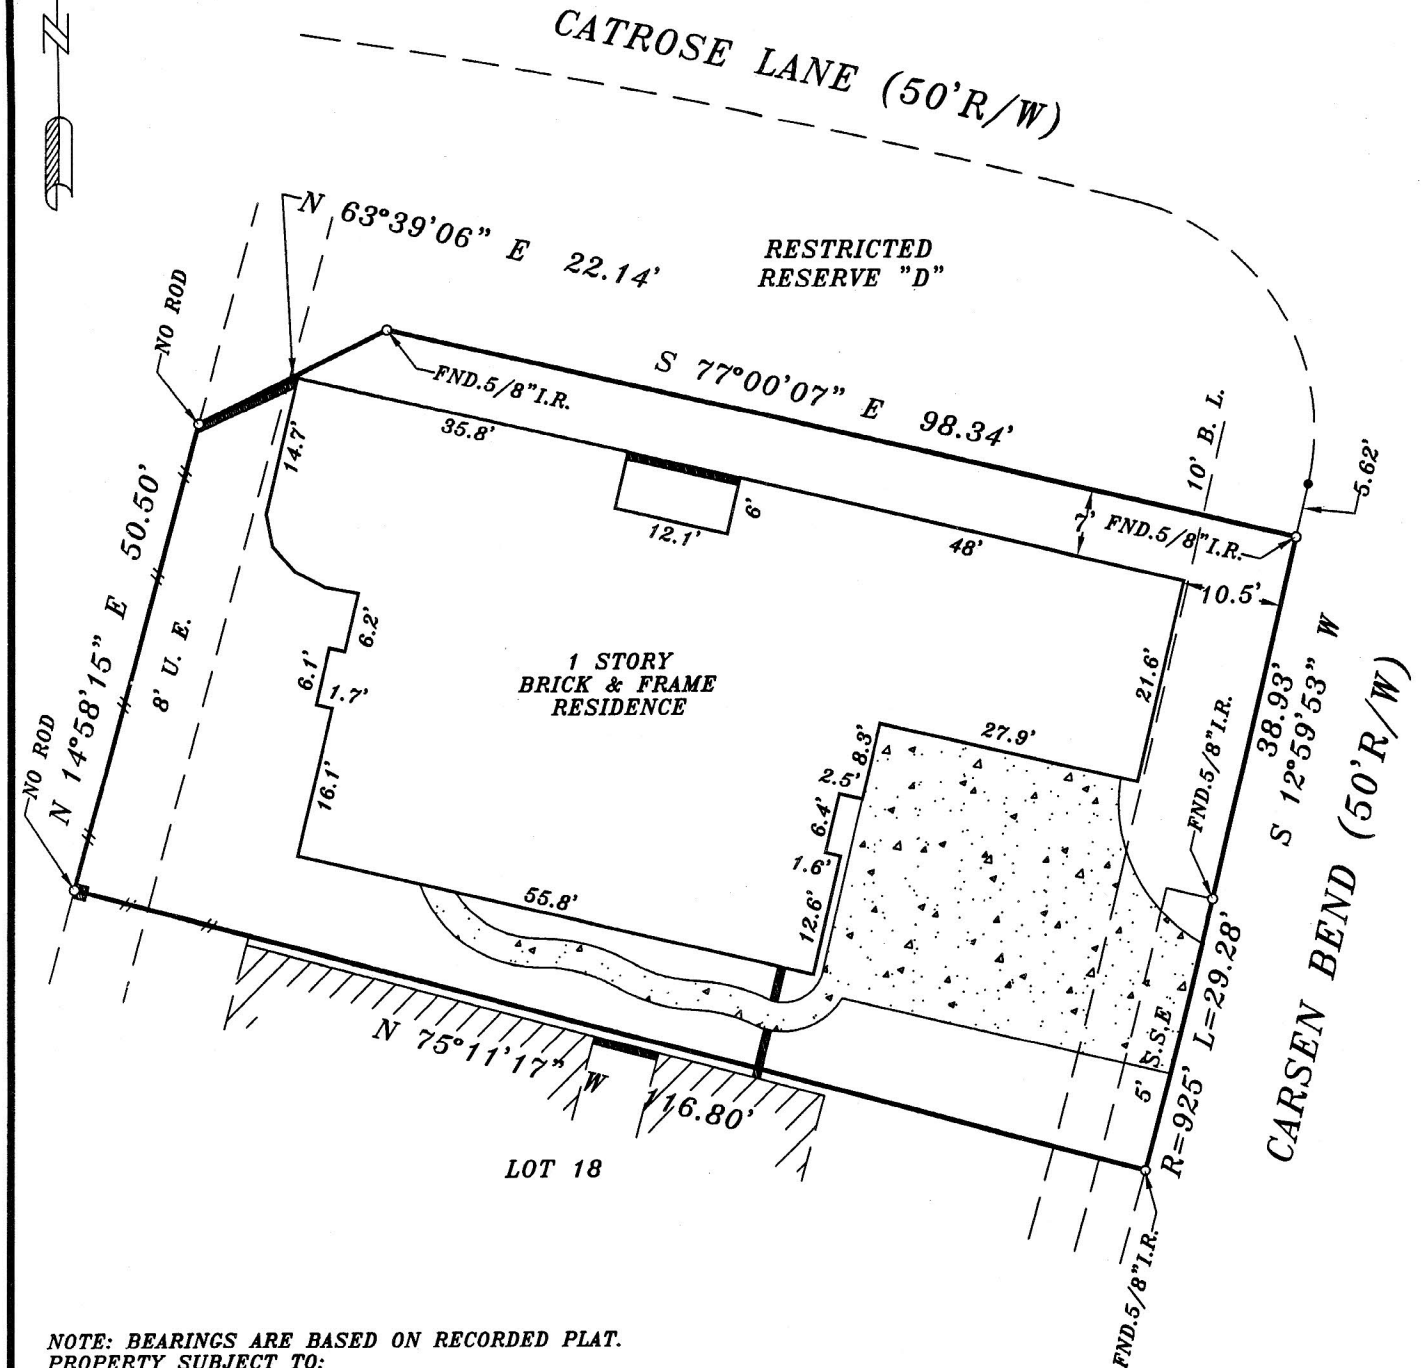 CATROSE LANE (50'R/W)
N 63°39'06" E 22.14'
RESTRICTED
RESERVE "D"
NO ROD
FND.5/8"I.R.
S 77°00'07" E 98.34'
10' B. L.
5.62'
35.8'
14.7'
12.1'
6'
48'
7'
FND.5/8"I.R.
10.5'
N 14°58'15" E 50.50'
8' U. E.
6.2'
6.1'
1.7'
16.1'
1 STORY
BRICK & FRAME
RESIDENCE
21.6'
27.9'
8.3'
2.5'
6.4'
1.6'
12.6'
FND.5/8"I.R.
38.93'
S 12°59'53" W
CARSEN BEND (50'R/W)
NO ROD
55.8'
N 75°11'17" W 116.80'
5' S.S.E
R=925' L=29.28'
LOT 18
FND.5/8"I.R.
NOTE: BEARINGS ARE BASED ON RECORDED PLAT.
PROPERTY SUBJECT TO: